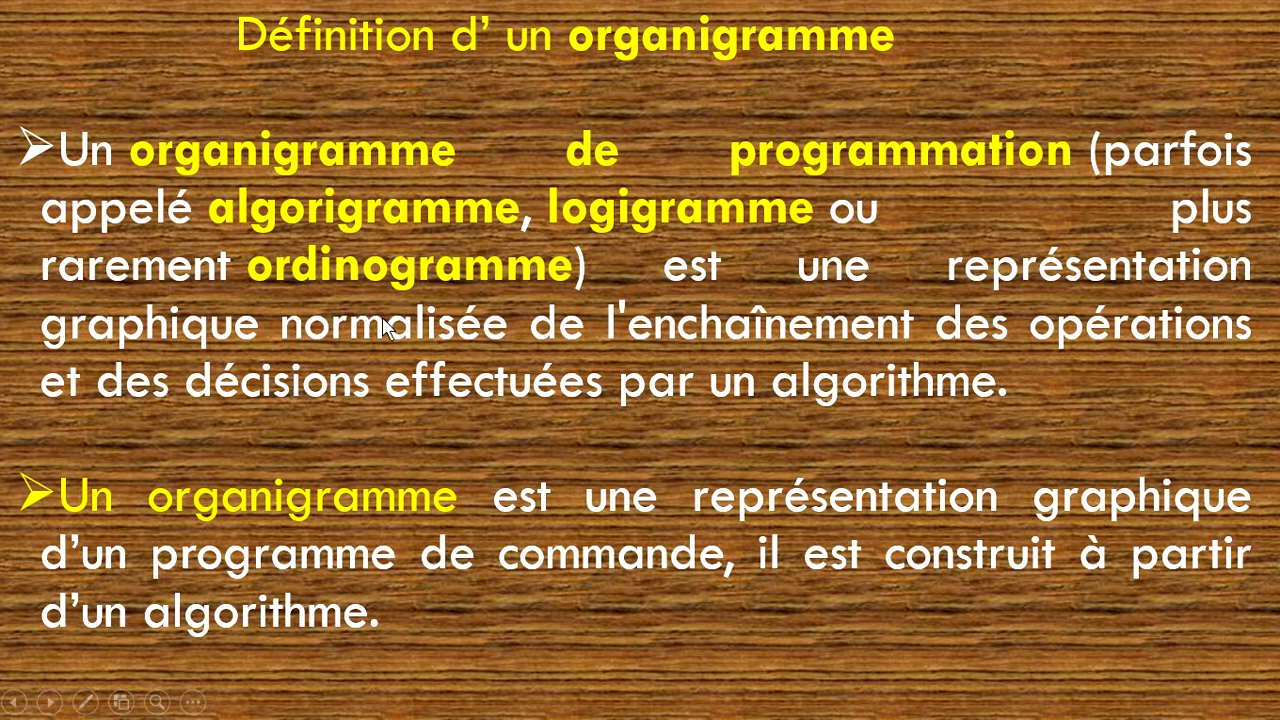 Définition d’ un organigramme
Un organigramme de programmation (parfois
appelé algorigramme, logigramme ou plus
rarement ordinogramme) est une représentation
graphique normalisée de l'enchaînement des opérations
et des décisions effectuées par un algorithme.
Un organigramme est une représentation graphique
d’un programme de commande, il est construit à partir
d’un algorithme.